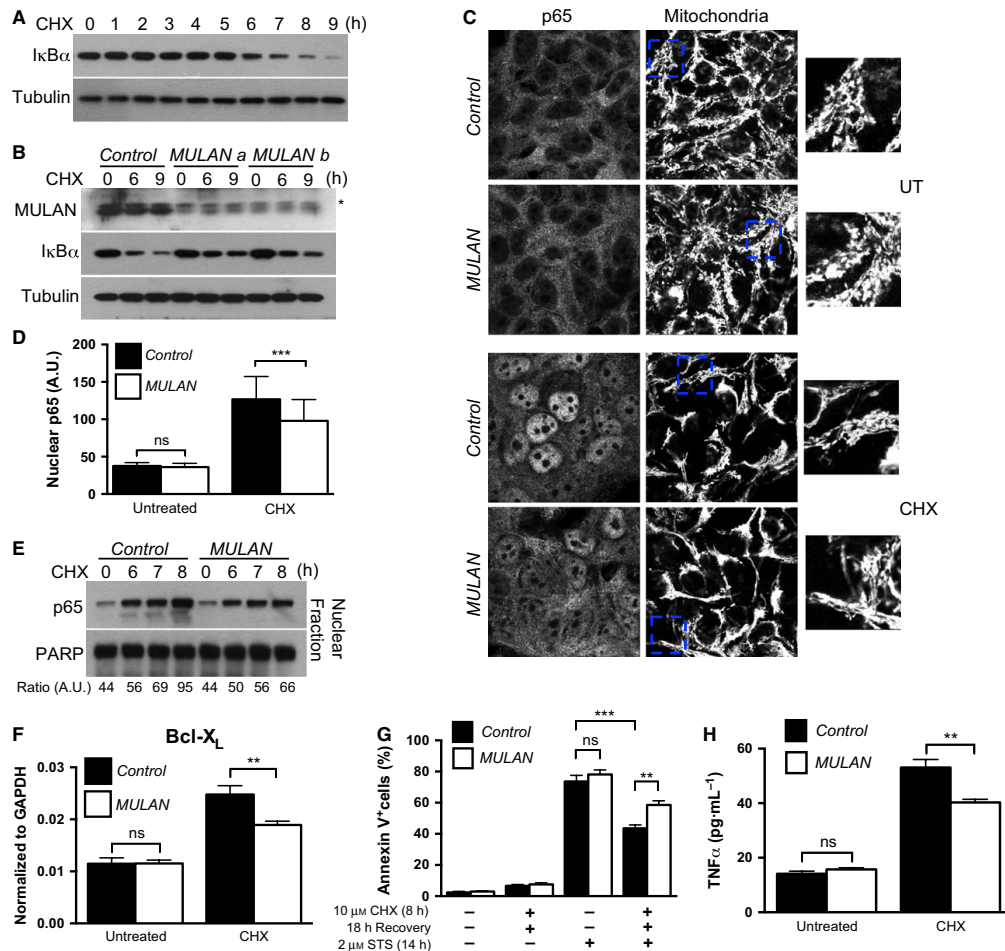 A
CHX 0 1 2 3 4 5 6 7 8 9 (h)
IκBα
Tubulin
B
Control MULAN a MULAN b
CHX 0 6 9 0 6 9 0 6 9 (h)
MULAN *
IκBα
Tubulin
C
p65 Mitochondria
Control
MULAN
UT
Control
MULAN
CHX
D
Nuclear p65 (A.U.)
200
150
100
50
0
Control
MULAN
ns
***
Untreated CHX
E
Control MULAN
CHX 0 6 7 8 0 6 7 8 (h)
p65
PARP
Nuclear
Fraction
Ratio (A.U.) 44 56 69 95 44 50 56 66
F
Bcl-XL
Normalized to GAPDH
0.03
0.02
0.01
0.00
Control
MULAN
ns
**
Untreated CHX
G
Annexin V+cells (%)
100
80
60
40
20
0
Control
MULAN
***
ns
**
10 μM CHX (8 h) – + – +
18 h Recovery – + – +
2 μM STS (14 h) – – + +
H
TNFα (pg·mL−1)
60
40
20
0
Control
MULAN
ns
**
Untreated CHX